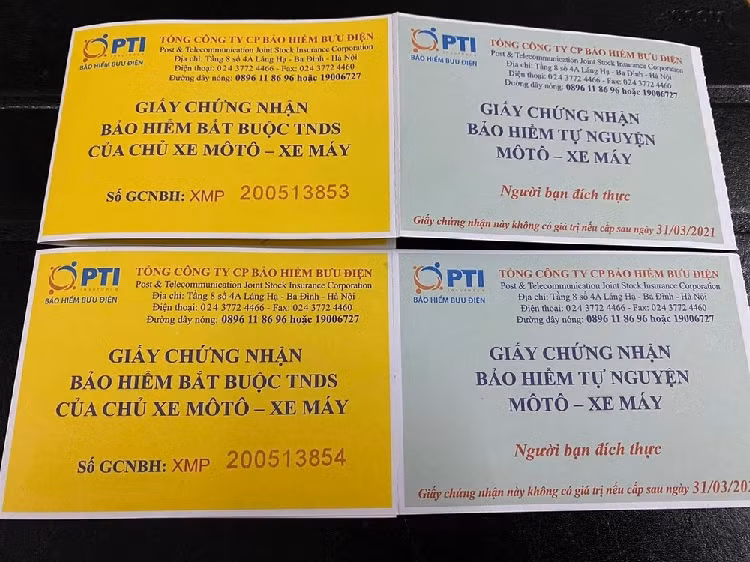 PTI
INSURANCE
BẢO HIỂM BƯU ĐIỆN
TỔNG CÔNG TY CP BẢO HIỂM BƯU ĐIỆN
Post & Telecommunication Joint Stock Insurance Corporation
Địa chỉ: Tầng 8 số 4A Láng Hạ - Ba Đình - Hà Nội
Điện thoại: 024 3772 4466 - Fax: 024 3772 4460
Đường dây nóng: 0896 11 86 96 hoặc 19006727
GIẤY CHỨNG NHẬN
BẢO HIỂM BẮT BUỘC TNDS
CỦA CHỦ XE MÔTÔ – XE MÁY
Số GCNBH: XMP 200513853
PTI
BẢO HIỂM BƯU ĐIỆN
TỔNG CÔNG TY CP BẢO HIỂM BƯU ĐIỆN
Post & Telecommunication Joint Stock Insurance Corporation
Địa chỉ: Tầng 8 số 4A Láng Hạ - Ba Đình - Hà Nội
Điện thoại: 024 3772 4466 - Fax: 024 3772 4460
Đường dây nóng: 0896 11 86 96 hoặc 19006727
GIẤY CHỨNG NHẬN
BẢO HIỂM TỰ NGUYỆN
MÔTÔ – XE MÁY
Người bạn đích thực
Giấy chứng nhận này không có giá trị nếu cấp sau ngày 31/03/2021
PTI
INSURANCE
BẢO HIỂM BƯU ĐIỆN
TỔNG CÔNG TY CP BẢO HIỂM BƯU ĐIỆN
Post & Telecommunication Joint Stock Insurance Corporation
Địa chỉ: Tầng 8 số 4A Láng Hạ - Ba Đình - Hà Nội
Điện thoại: 024 3772 4466 - Fax: 024 3772 4460
Đường dây nóng: 0896 11 86 96 hoặc 19006727
GIẤY CHỨNG NHẬN
BẢO HIỂM BẮT BUỘC TNDS
CỦA CHỦ XE MÔTÔ – XE MÁY
Số GCNBH: XMP 200513854
PTI
INSURANCE
BẢO HIỂM BƯU ĐIỆN
TỔNG CÔNG TY CP BẢO HIỂM BƯU ĐIỆN
Post & Telecommunication Joint Stock Insurance Corporation
Địa chỉ: Tầng 8 số 4A Láng Hạ - Ba Đình - Hà Nội
Điện thoại: 024 3772 4466 - Fax: 024 3772 4460
Đường dây nóng: 0896 11 86 96 hoặc 19006727
GIẤY CHỨNG NHẬN
BẢO HIỂM TỰ NGUYỆN
MÔTÔ – XE MÁY
Người bạn đích thực
Giấy chứng nhận này không có giá trị nếu cấp sau ngày 31/03/202